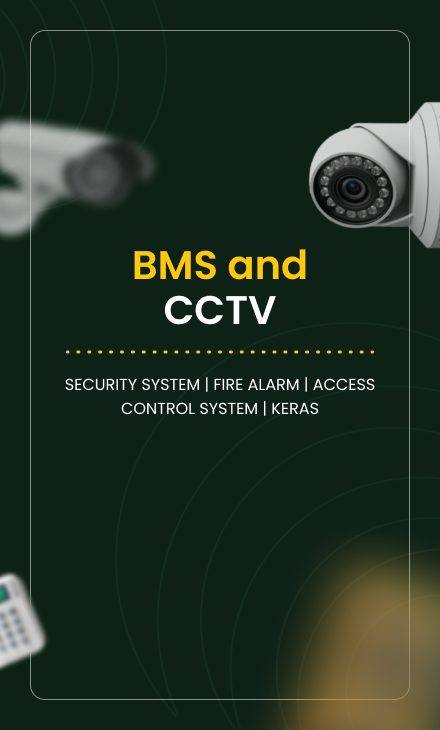 BMS and
CCTV
SECURITY SYSTEM | FIRE ALARM | ACCESS
CONTROL SYSTEM | KERAS